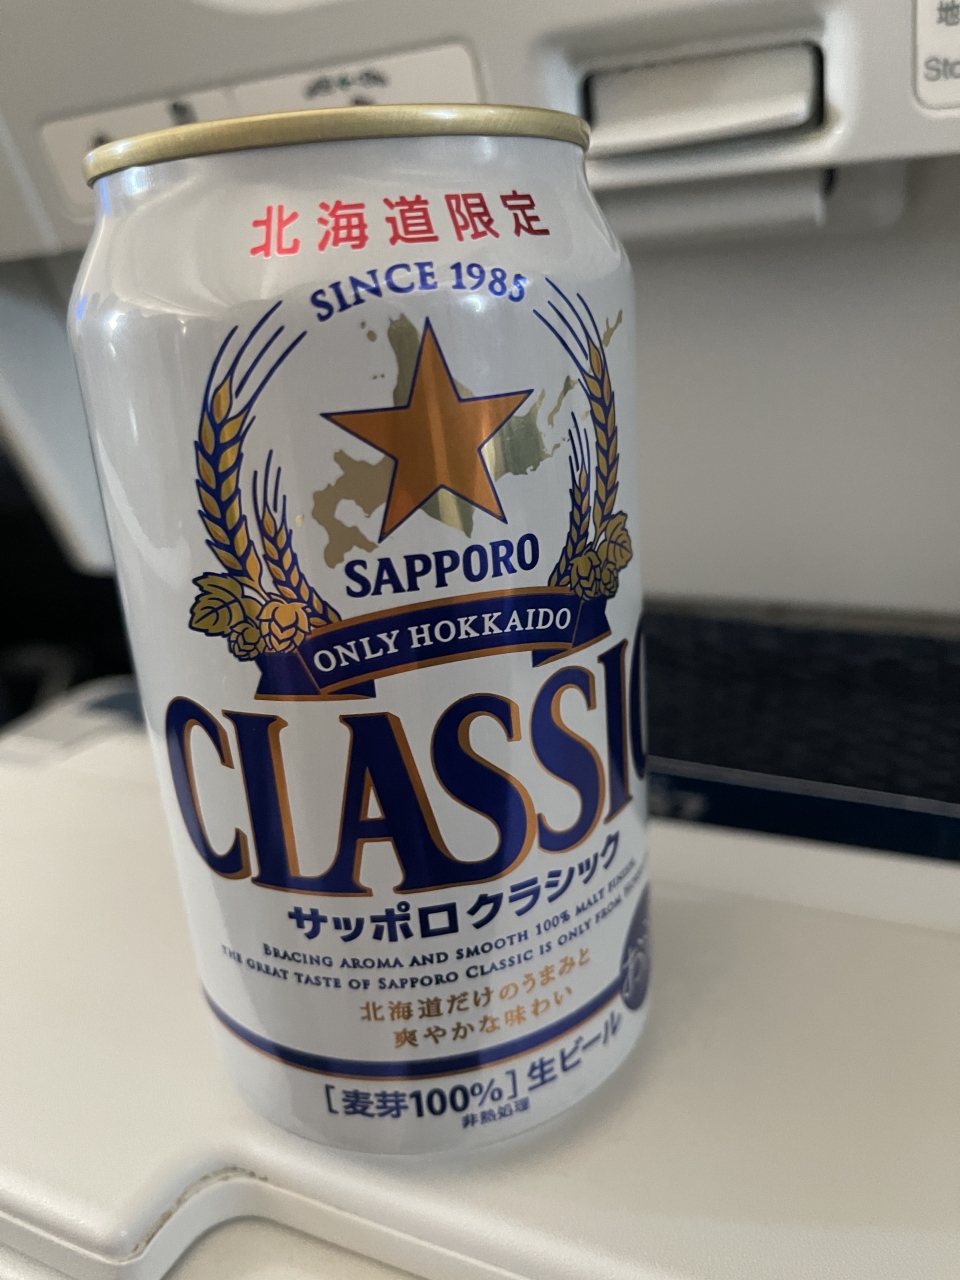 地
Sto
北海道限定
SINCE 1985
SAPPORO
ONLY HOKKAIDO
CLASSIC
サッポロクラシック
BRACING AROMA AND SMOOTH 100% MALT FINISH.
THE GREAT TASTE OF SAPPORO CLASSIC IS ONLY FROM
北海道だけのうまみと
爽やかな味わい
お
[麦芽100%]生ビール
非熱処理